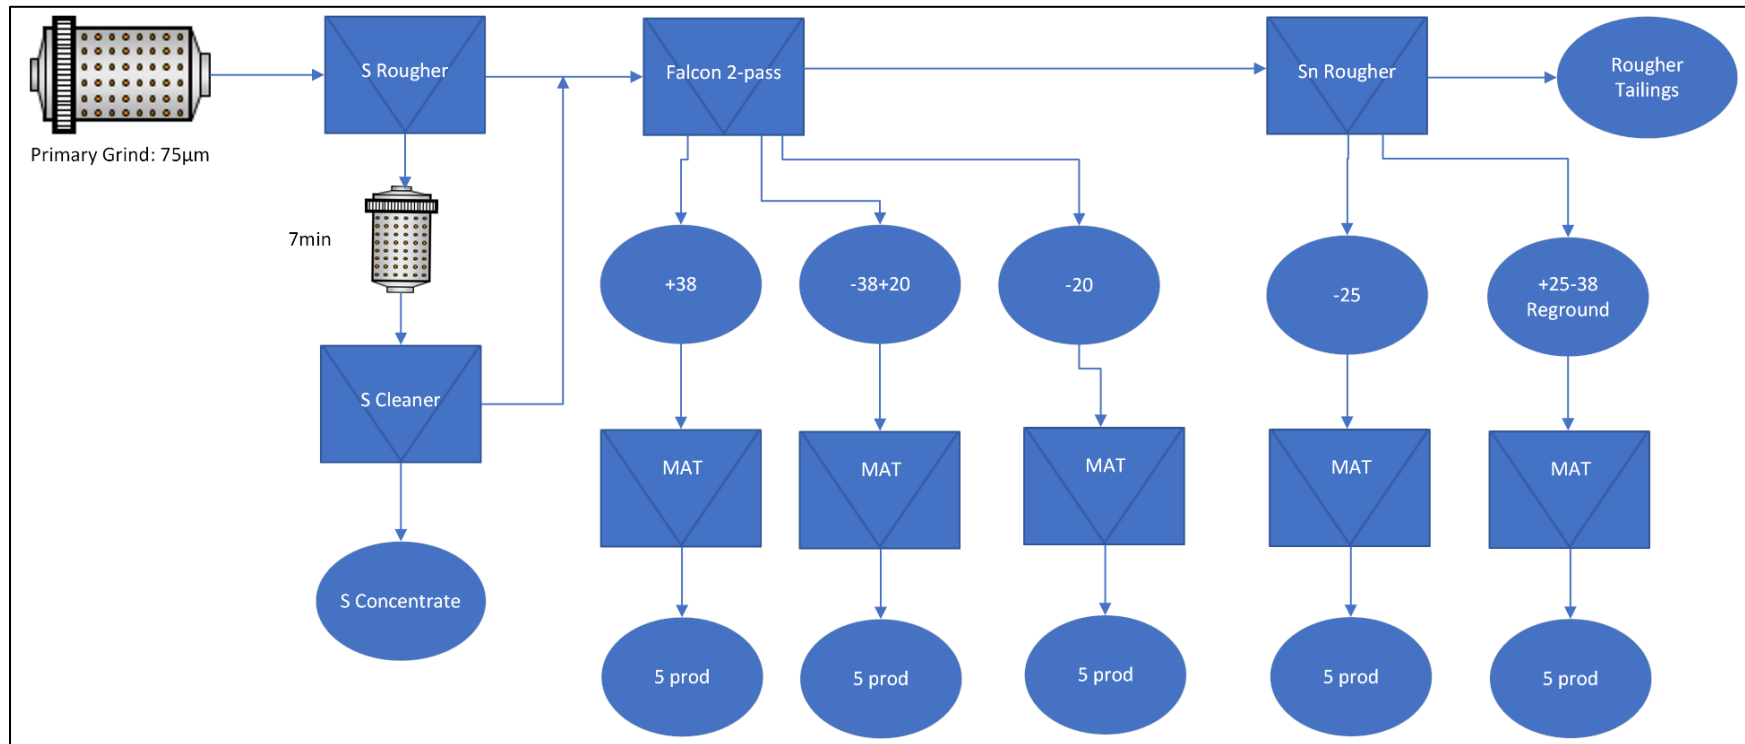 S Rougher
Falcon 2-pass
Sn Rougher
Rougher
Tailings
Primary Grind: 75µm
7min
+38
-38+20
-20
-25
+25-38
Reground
S Cleaner
MAT
MAT
MAT
MAT
MAT
S Concentrate
5 prod
5 prod
5 prod
5 prod
5 prod